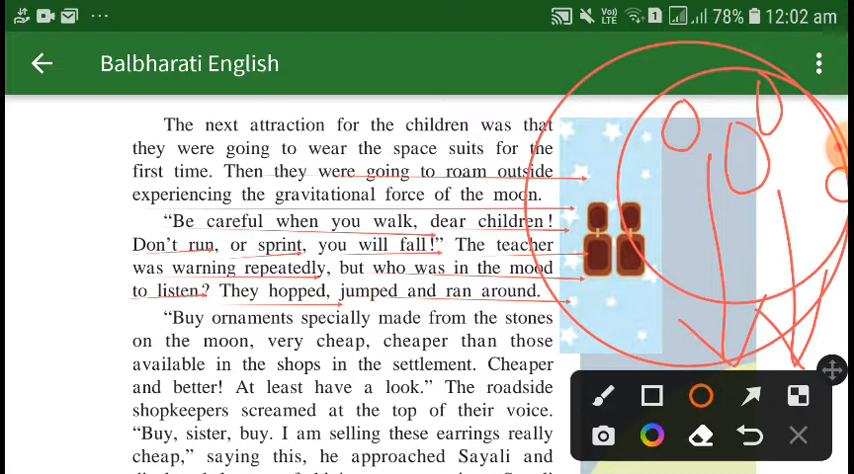 Vo)) 1 78% 12:02 am
LTE
Balbharati English
The next attraction for the children was that
they were going to wear the space suits for the
first time. Then they were going to roam outside
experiencing the gravitational force of the moon.
“Be careful when you walk, dear children!
Don’t run, or sprint, you will fall!” The teacher
was warning repeatedly, but who was in the mood
to listen? They hopped, jumped and ran around.
“Buy ornaments specially made from the stones
on the moon, very cheap, cheaper than those
available in the shops in the settlement. Cheaper
and better! At least have a look.” The roadside
shopkeepers screamed at the top of their voice.
“Buy, sister, buy. I am selling these earrings really
cheap,” saying this, he approached Sayali and